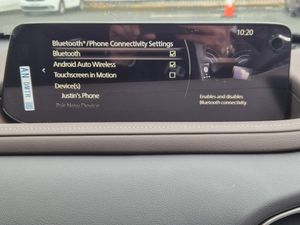 Bluetooth®/Phone Connectivity Settings
10:20
Bluetooth
Android Auto Wireless
Touchscreen in Motion
Device(s)
Justin's Phone
Pair New Device
Enables and disables
Bluetooth connectivity.